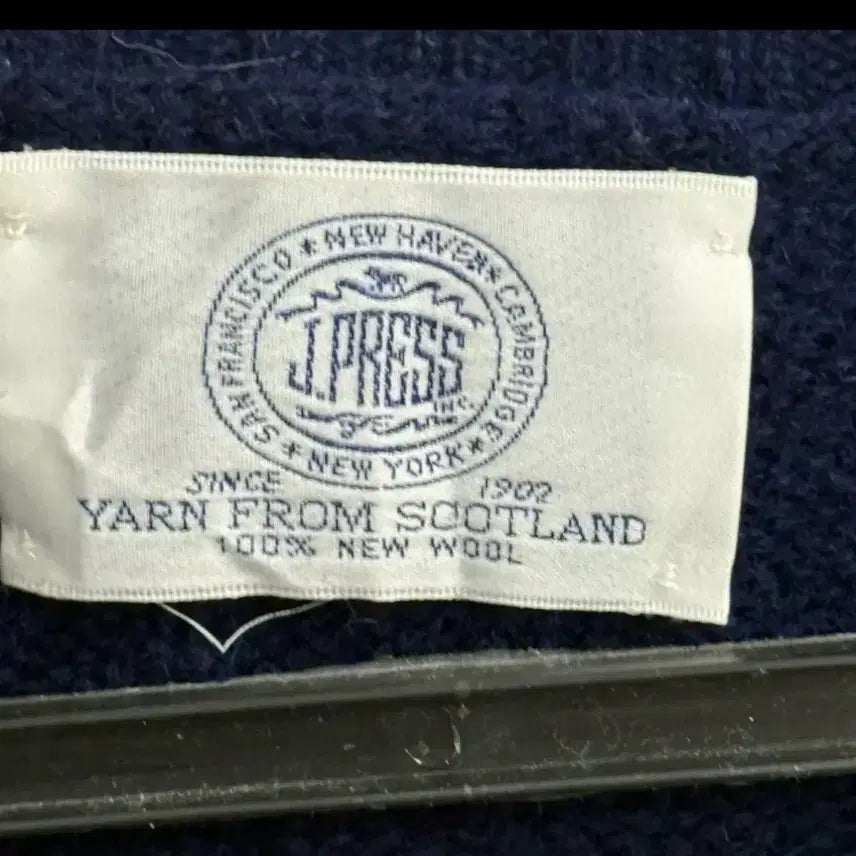 SAN FRANCISCO * NEW HAVEN * CAMBRIDGE * NEW YORK *
J.PRESS
INC
SINCE 1902
YARN FROM SCOTLAND
100% NEW WOOL